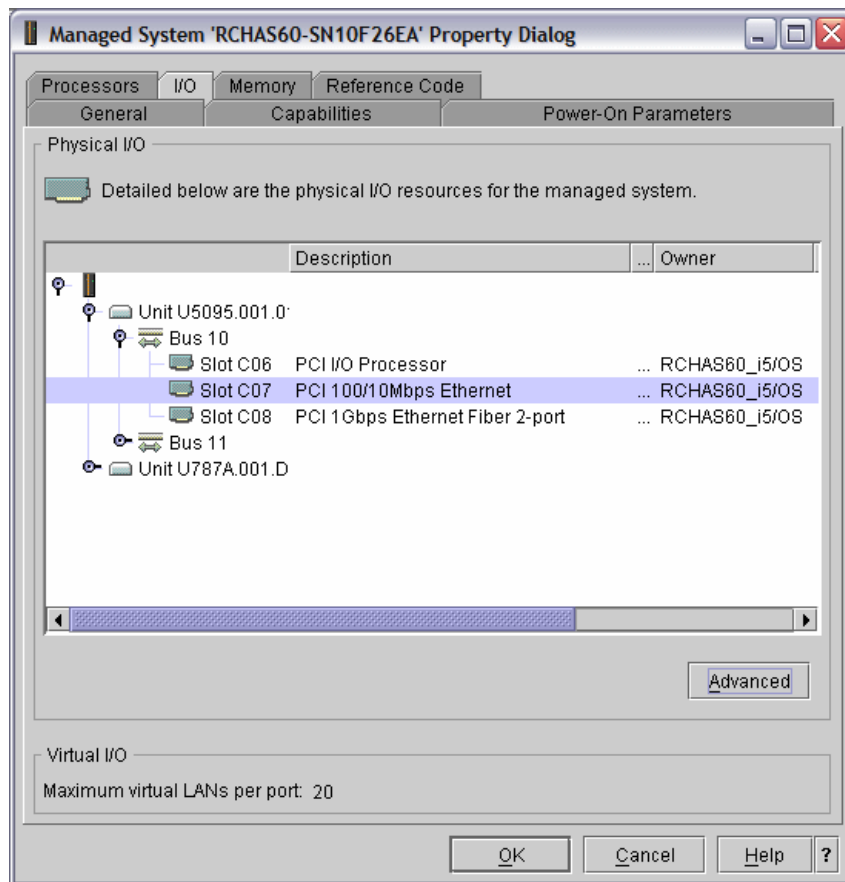 Managed System 'RCHAS60-SN10F26EA' Property Dialog
Processors I/O Memory Reference Code
General Capabilities Power-On Parameters
Physical I/O
Detailed below are the physical I/O resources for the managed system.
Description ... Owner
Unit U5095.001.0
Bus 10
Slot C06 PCI I/O Processor ... RCHAS60_i5/OS
Slot C07 PCI 100/10Mbps Ethernet ... RCHAS60_i5/OS
Slot C08 PCI 1Gbps Ethernet Fiber 2-port ... RCHAS60_i5/OS
Bus 11
Unit U787A.001.D
Advanced
Virtual I/O
Maximum virtual LANs per port: 20
OK Cancel Help ?